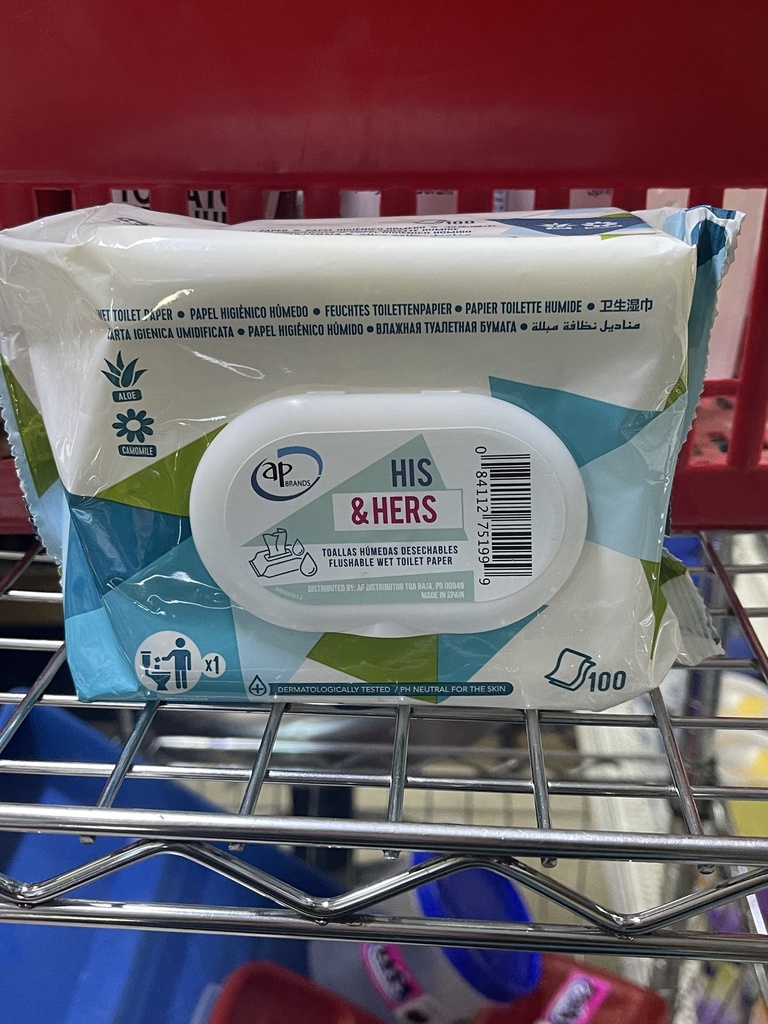 100
WET TOILET PAPER • PAPEL HIGIÉNICO HÚMEDO • FEUCHTES TOILETTENPAPIER • PAPIER TOILETTE HUMIDE • 卫生湿巾
CARTA IGIENICA UMIDIFICATA • PAPEL HIGIÉNICO HÚMIDO • ВЛАЖНАЯ ТУАЛЕТНАЯ БУМАГА • مناديل نظافة مبللة
ALOE
CAMOMILE
ap
BRANDS
HIS
& HERS
TOALLAS HÚMEDAS DESECHABLES
FLUSHABLE WET TOILET PAPER
DISTRIBUTED BY: AP DISTRIBUTOR TOA BAJA, PR 00949
MADE IN SPAIN
0 84112 75199 9
x1
DERMATOLOGICALLY TESTED / PH NEUTRAL FOR THE SKIN
100